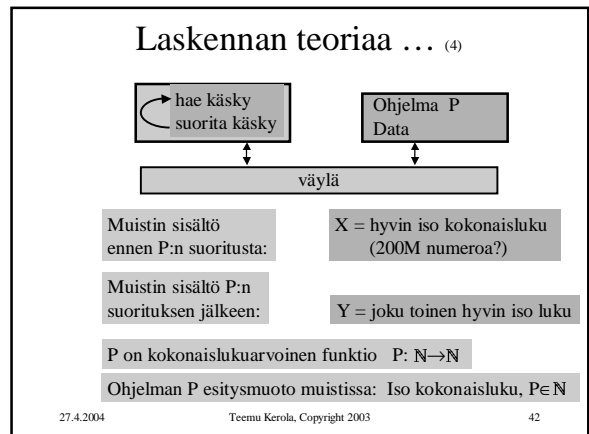 Laskennan teoriaa … (4)
hae käsky
suorita käsky
Ohjelma P
Data
väylä
Muistin sisältö
ennen P:n suoritusta:
X = hyvin iso kokonaisluku
(200M numeroa?)
Muistin sisältö P:n
suorituksen jälkeen:
Y = joku toinen hyvin iso luku
P on kokonaislukuarvoinen funktio P: ℕ→ℕ
Ohjelman P esitysmuoto muistissa: Iso kokonaisluku, P∈ℕ
27.4.2004
Teemu Kerola, Copyright 2003
42